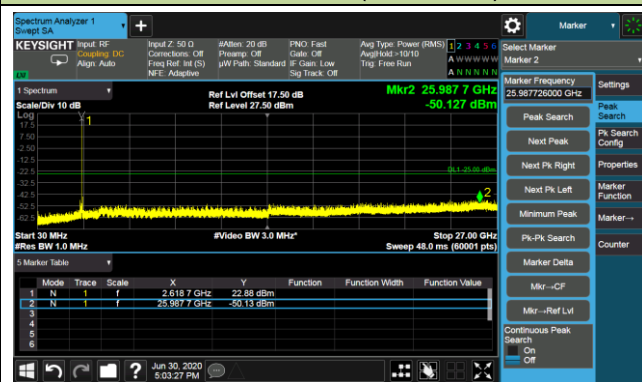 Spectrum Analyzer 1
Swept SA
+
Marker
KEYSIGHT
Input: RF
Coupling: DC
Align: Auto
Input Z: 50 Ω
Corrections: Off
Freq Ref: Int (S)
NFE: Adaptive
#Atten: 20 dB
Preamp: Off
µW Path: Standard
PNO: Fast
Gate: Off
IF Gain: Low
Sig Track: Off
Avg Type: Power (RMS)
Avg|Hold:>10/10
Trig: Free Run
1 2 3 4 5 6
A W W W W W
A N N N N N
Select Marker
Marker 2
LXI
1 Spectrum
Scale/Div 10 dB
Ref Lvl Offset 17.50 dB
Ref Level 27.50 dBm
Mkr2 25.987 7 GHz
-50.127 dBm
Log
17.5
7.50
-2.50
-12.5
-22.5
-32.5
-42.5
-52.5
-62.5
1
DL1 -25.00 dBm
2
Start 30 MHz
#Res BW 1.0 MHz
#Video BW 3.0 MHz*
Stop 27.00 GHz
Sweep 48.0 ms (60001 pts)
5 Marker Table
Mode Trace Scale X Y Function Function Width Function Value
1 N 1 f 2.618 7 GHz 22.88 dBm
2 N 1 f 25.987 7 GHz -50.13 dBm
3
4
5
6
Marker Frequency
25.987726000 GHz
Peak Search
Next Peak
Next Pk Right
Next Pk Left
Minimum Peak
Pk-Pk Search
Marker Delta
Mkr→CF
Mkr→Ref Lvl
Continuous Peak
Search
On
Off
Settings
Peak
Search
Pk Search
Config
Properties
Marker
Function
Marker→
Counter
?
Jun 30, 2020
5:03:27 PM